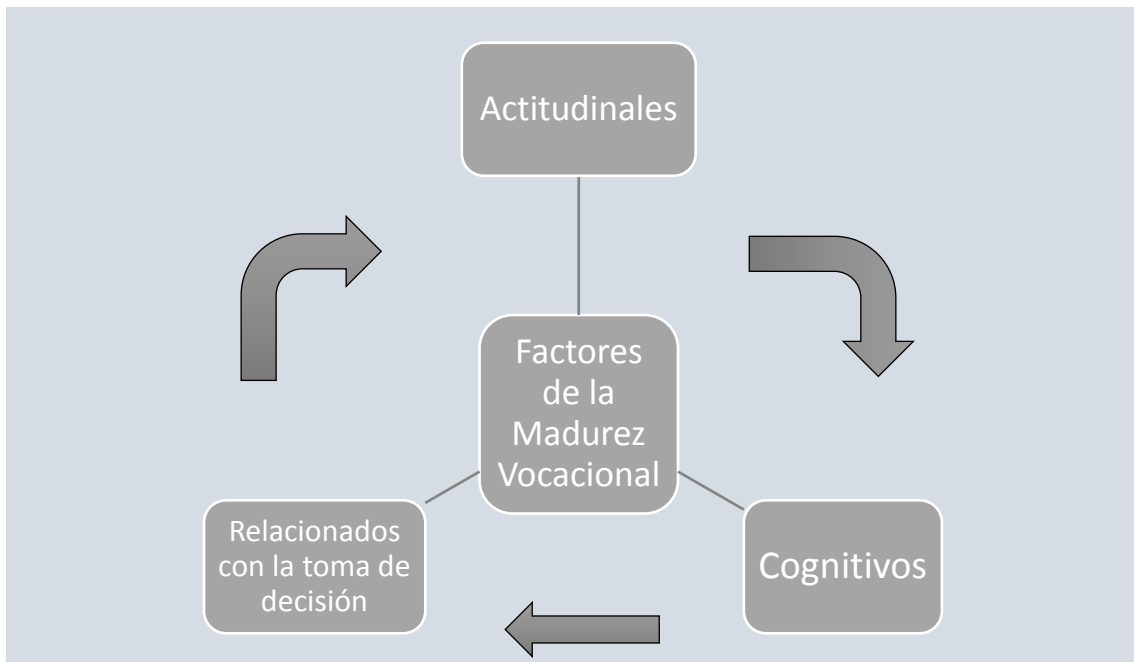 Actitudinales
Factores
de la
Madurez
Vocacional
Relacionados
con la toma de
decisión
Cognitivos